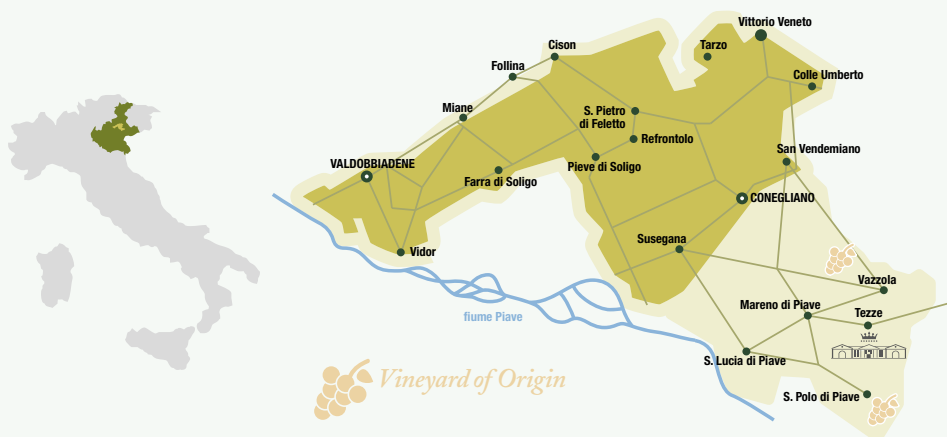 Vittorio Veneto
Cison
Tarzo
Follina
Colle Umberto
Miane
S. Pietro
di Feletto
Refrontolo
San Vendemiano
VALDOBBIADENE
Pieve di Soligo
Farra di Soligo
CONEGLIANO
Susegana
Vidor
Vazzola
Mareno di Piave
Tezze
fiume Piave
S. Lucia di Piave
Vineyard of Origin
S. Polo di Piave